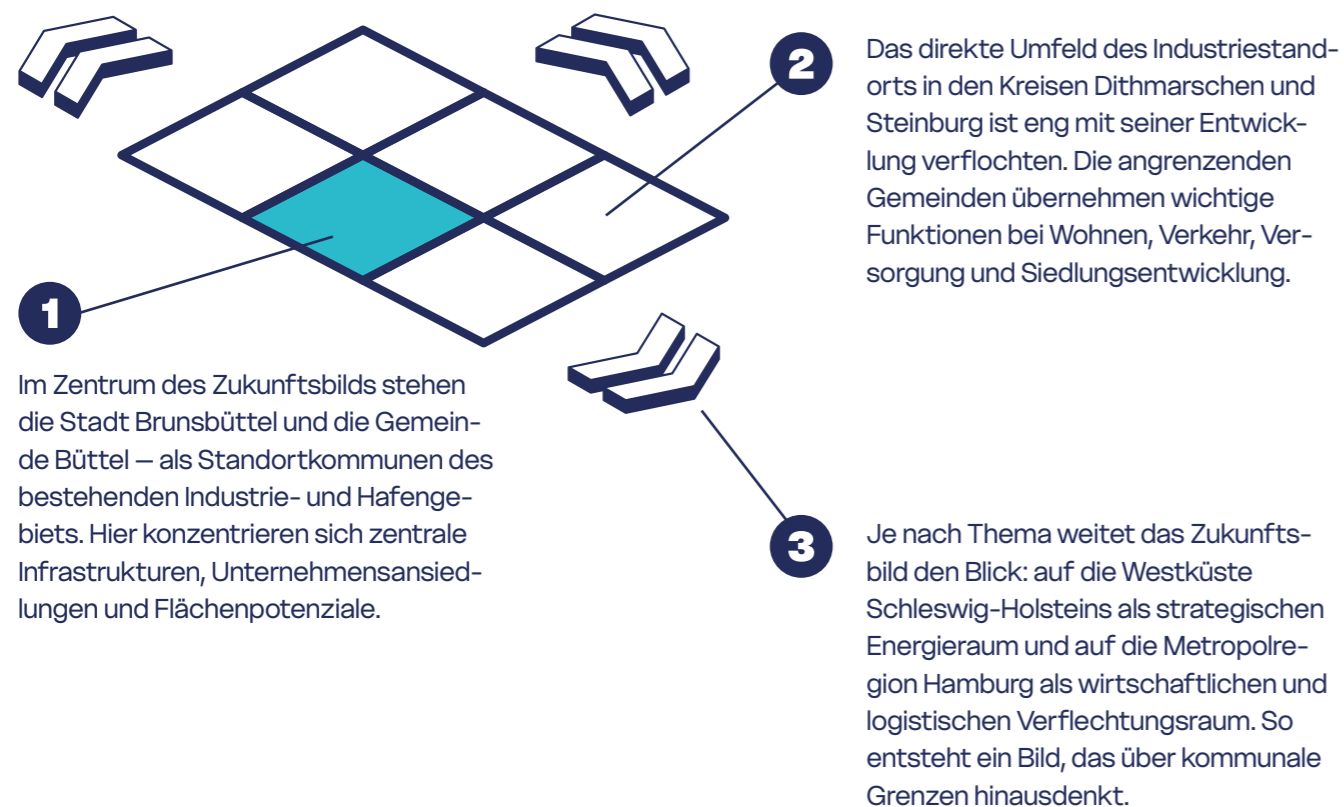 1
Im Zentrum des Zukunftsbilds stehen
die Stadt Brunsbüttel und die Gemein-
de Büttel – als Standortkommunen des
bestehenden Industrie- und Hafenge-
biets. Hier konzentrieren sich zentrale
Infrastrukturen, Unternehmensansied-
lungen und Flächenpotenziale.
2
Das direkte Umfeld des Industriestand-
orts in den Kreisen Dithmarschen und
Steinburg ist eng mit seiner Entwick-
lung verflochten. Die angrenzenden
Gemeinden übernehmen wichtige
Funktionen bei Wohnen, Verkehr, Ver-
sorgung und Siedlungsentwicklung.
3
Je nach Thema weitet das Zukunfts-
bild den Blick: auf die Westküste
Schleswig-Holsteins als strategischen
Energieraum und auf die Metropolre-
gion Hamburg als wirtschaftlichen und
logistischen Verflechtungsraum. So
entsteht ein Bild, das über kommunale
Grenzen hinausdenkt.